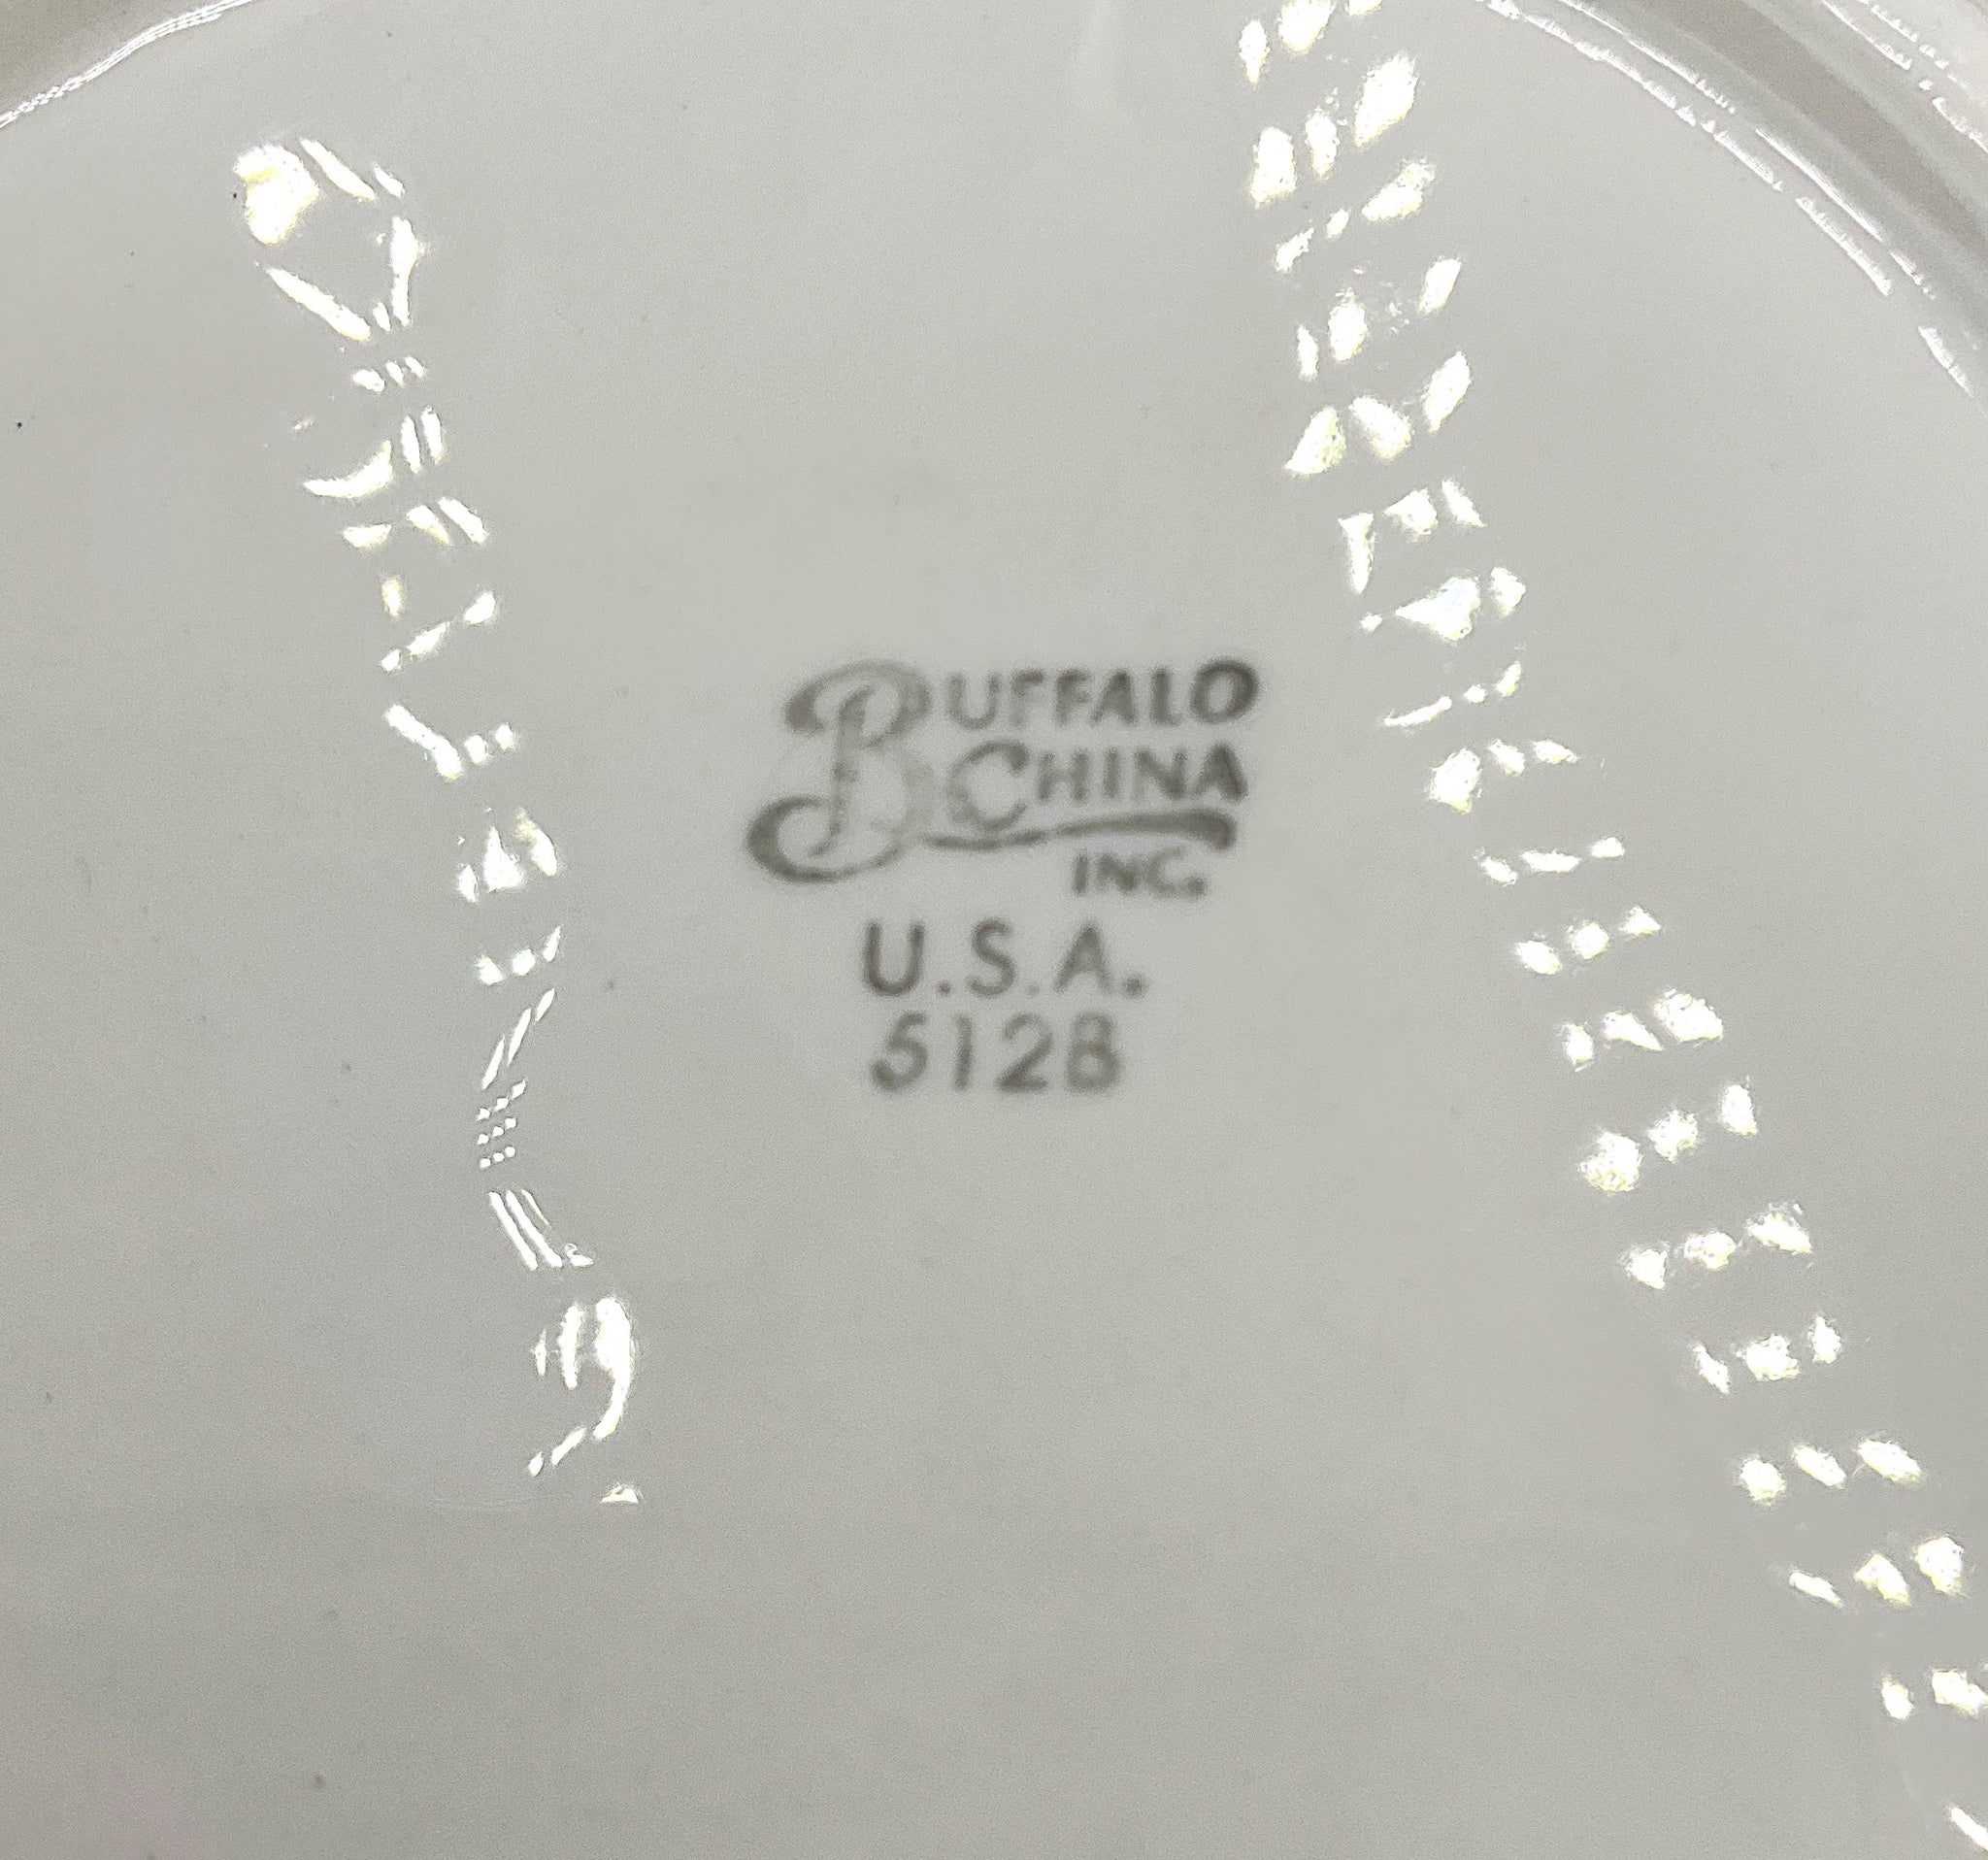 BUFFALO
CHINA
INC.
U.S.A.
512B